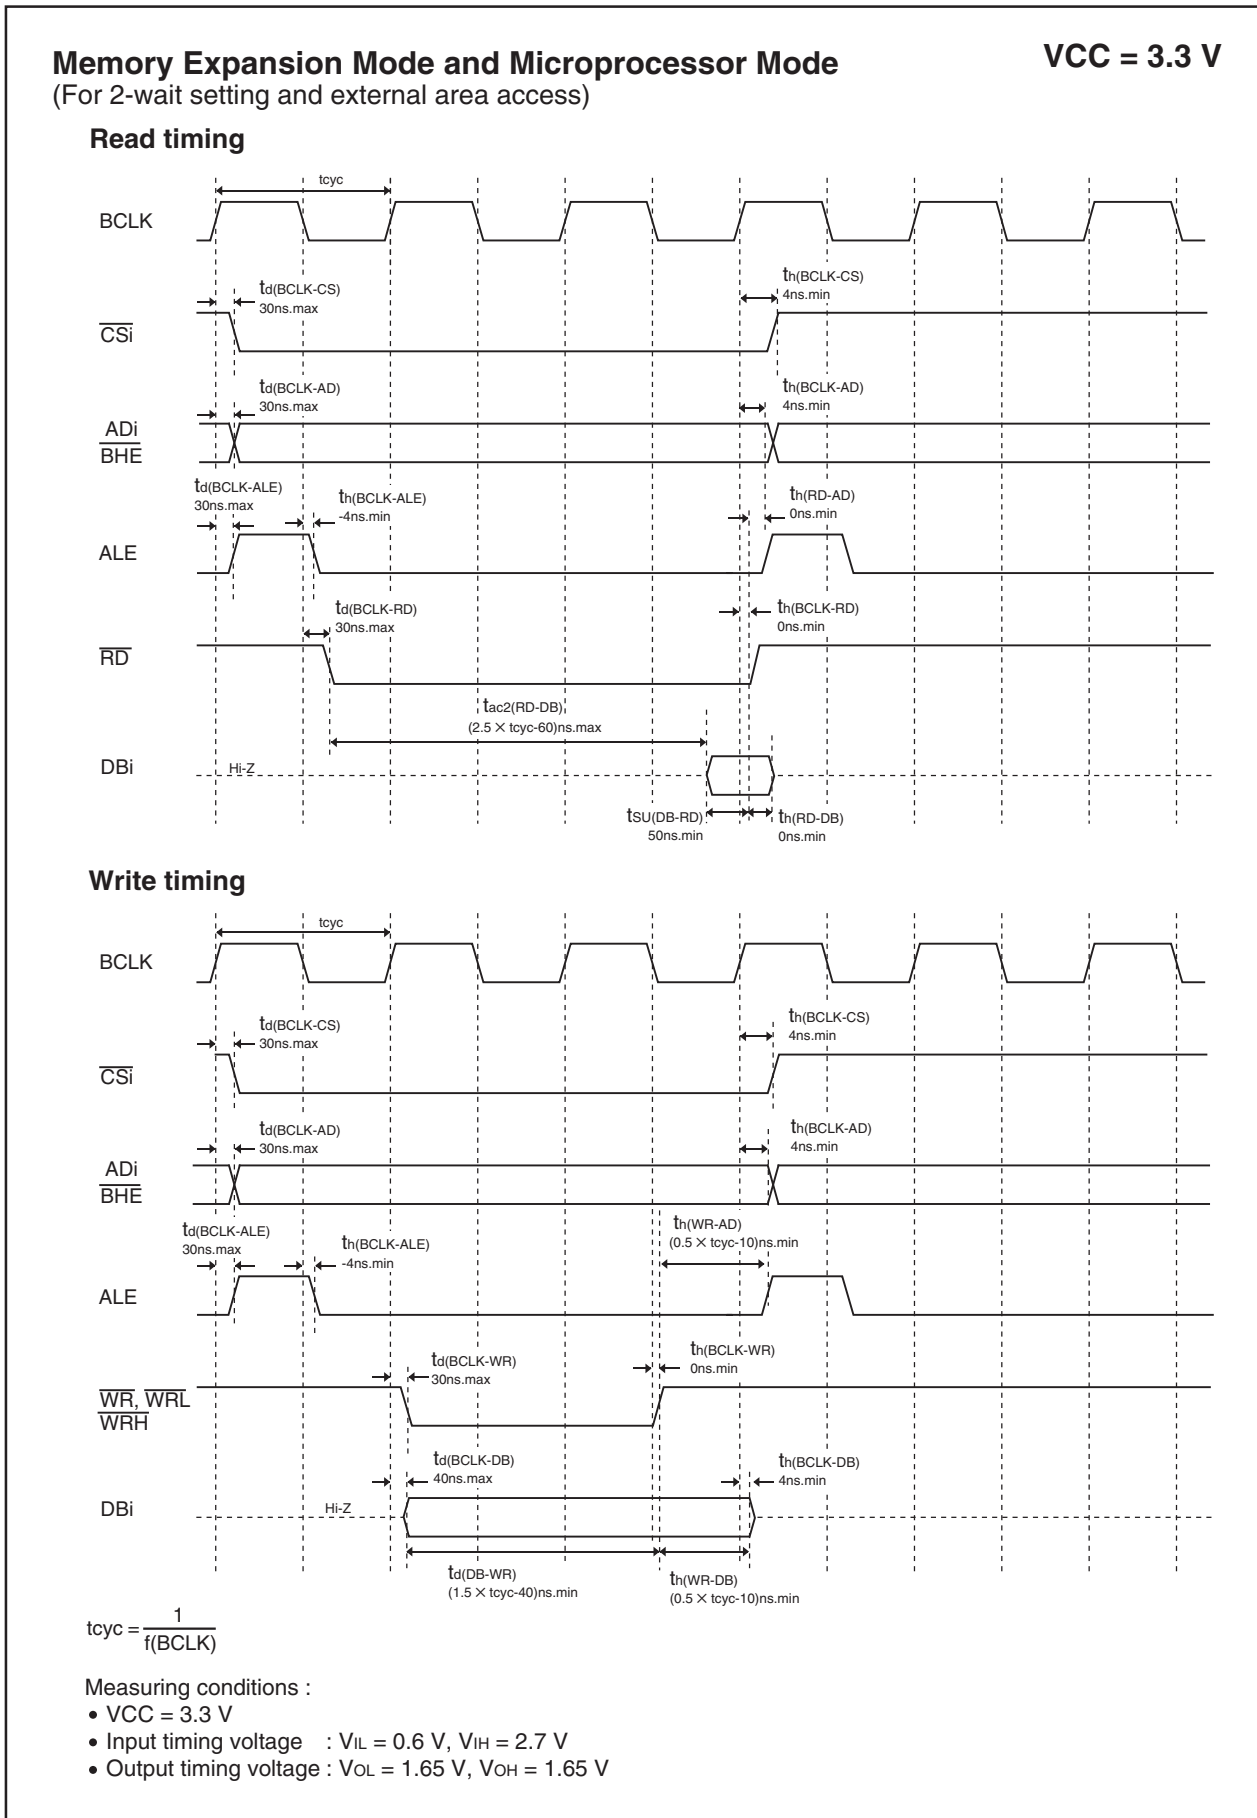 Memory Expansion Mode and Microprocessor Mode
VCC = 3.3 V
(For 2-wait setting and external area access)
Read timing
tcyc
BCLK
td(BCLK-CS)
30ns.max
th(BCLK-CS)
4ns.min
CSi
td(BCLK-AD)
30ns.max
th(BCLK-AD)
4ns.min
ADi
BHE
td(BCLK-ALE)
30ns.max
th(BCLK-ALE)
-4ns.min
th(RD-AD)
0ns.min
ALE
td(BCLK-RD)
30ns.max
th(BCLK-RD)
0ns.min
RD
tac2(RD-DB)
(2.5 × tcyc-60)ns.max
DBi
Hi-Z
tSU(DB-RD)
50ns.min
th(RD-DB)
0ns.min
Write timing
tcyc
BCLK
td(BCLK-CS)
30ns.max
th(BCLK-CS)
4ns.min
CSi
td(BCLK-AD)
30ns.max
th(BCLK-AD)
4ns.min
ADi
BHE
td(BCLK-ALE)
30ns.max
th(BCLK-ALE)
-4ns.min
th(WR-AD)
(0.5 × tcyc-10)ns.min
ALE
td(BCLK-WR)
30ns.max
th(BCLK-WR)
0ns.min
WR, WRL
WRH
td(BCLK-DB)
40ns.max
th(BCLK-DB)
4ns.min
DBi
Hi-Z
td(DB-WR)
(1.5 × tcyc-40)ns.min
th(WR-DB)
(0.5 × tcyc-10)ns.min
tcyc = 1
f(BCLK)
Measuring conditions :
• VCC = 3.3 V
• Input timing voltage : VIL = 0.6 V, VIH = 2.7 V
• Output timing voltage : VOL = 1.65 V, VOH = 1.65 V